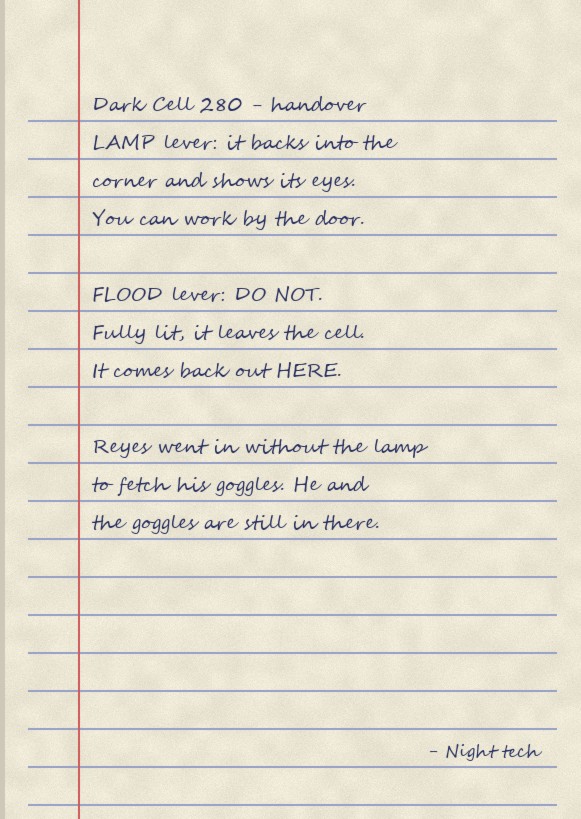 Dark Cell 280 - handover
LAMP lever: it backs into the
corner and shows its eyes.
You can work by the door.
FLOOD lever: DO NOT.
Fully lit, it leaves the cell.
It comes back out HERE.
Reyes went in without the lamp
to fetch his goggles. He and
the goggles are still in there.
- Night tech